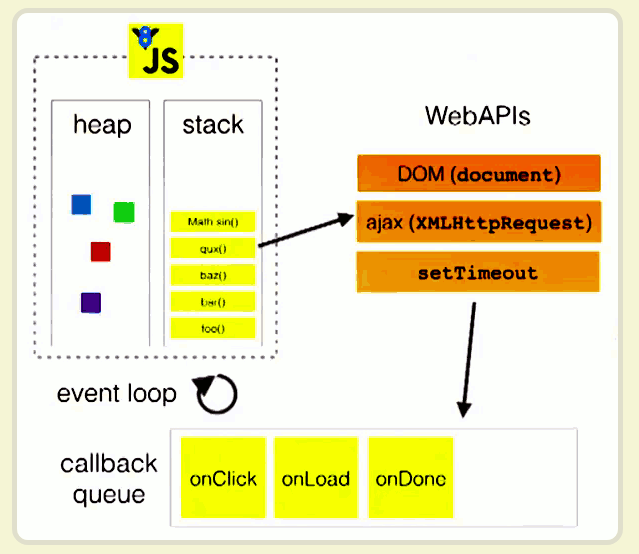 JS
heap
stack
Math sin()
qux()
baz()
bar()
foo()
WebAPIs
DOM (document)
ajax (XMLHttpRequest)
setTimeout
event loop
callback
queue
onClick
onLoad
onDone